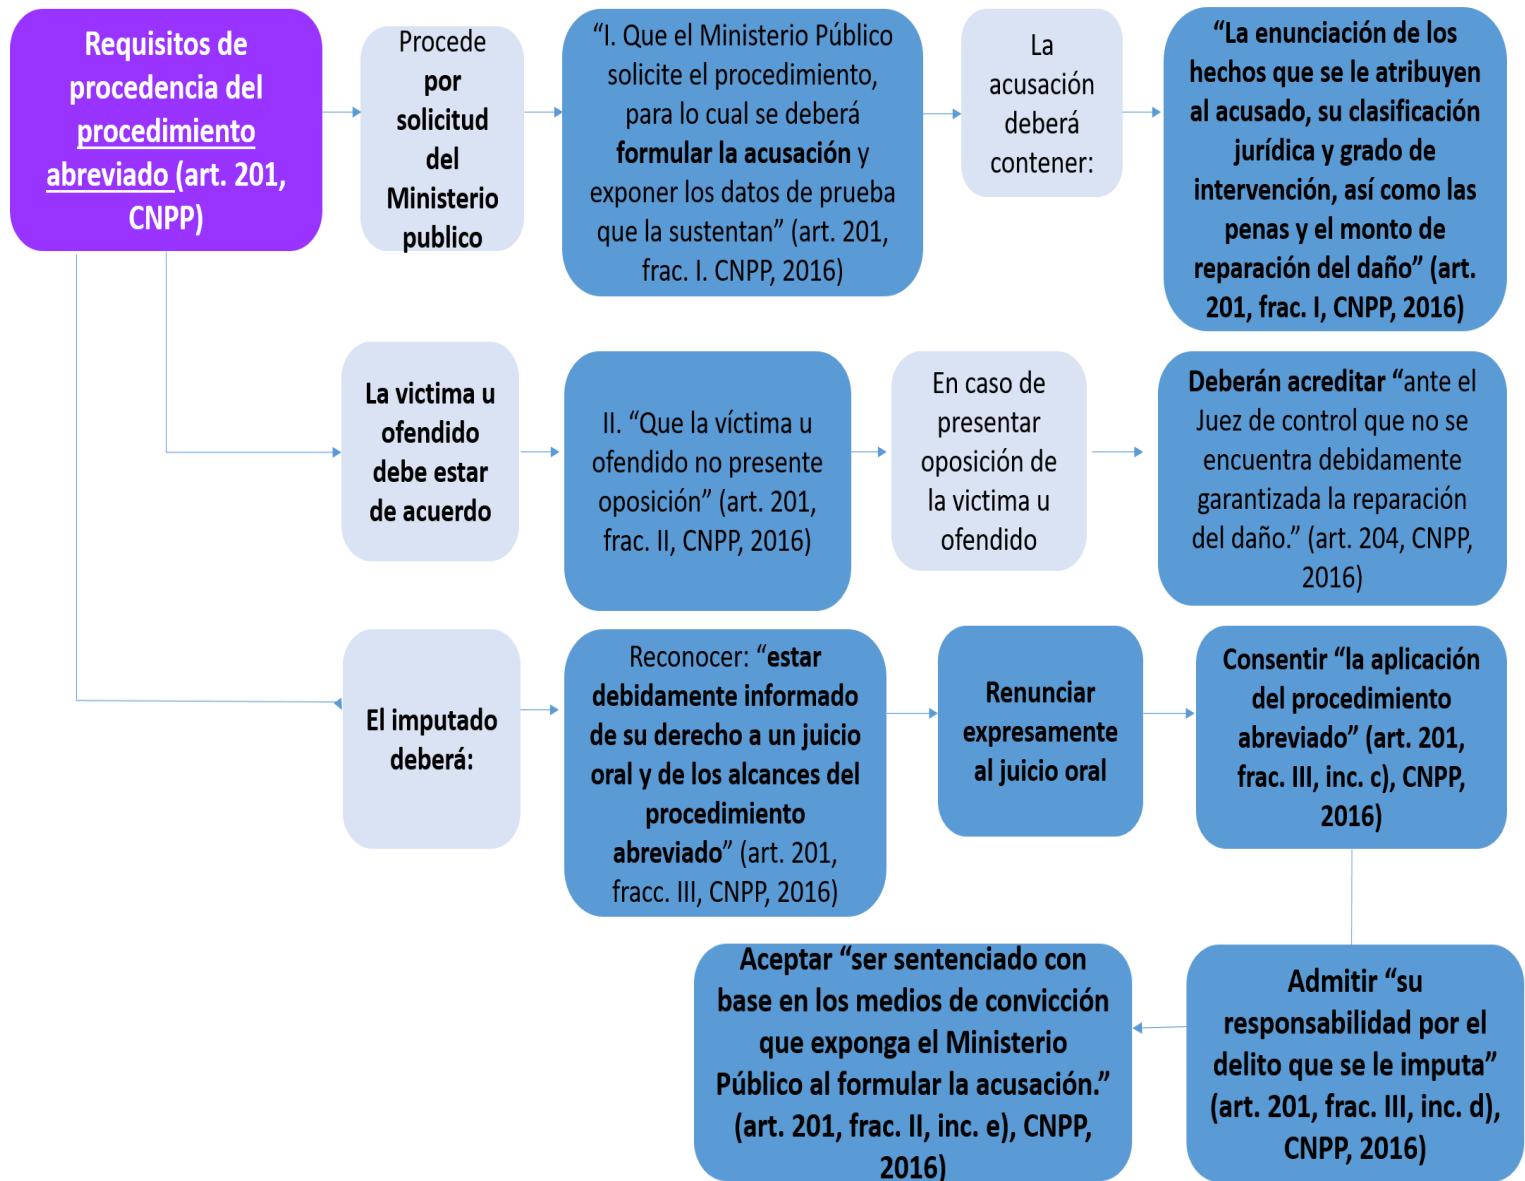 Requisitos de
procedencia del
procedimiento
abreviado (art. 201,
CNPP)
Procede
por
solicitud
del
Ministerio
publico
“I. Que el Ministerio Público
solicite el procedimiento,
para lo cual se deberá
formular la acusación y
exponer los datos de prueba
que la sustentan” (art. 201,
frac. I. CNPP, 2016)
La
acusación
deberá
contener:
“La enunciación de los
hechos que se le atribuyen
al acusado, su clasificación
jurídica y grado de
intervención, así como las
penas y el monto de
reparación del daño” (art.
201, frac. I, CNPP, 2016)
La victima u
ofendido
debe estar
de acuerdo
II. “Que la víctima u
ofendido no presente
oposición” (art. 201,
frac. II, CNPP, 2016)
En caso de
presentar
oposición de
la victima u
ofendido
Deberán acreditar “ante el
Juez de control que no se
encuentra debidamente
garantizada la reparación
del daño.” (art. 204, CNPP,
2016)
El imputado
deberá:
Reconocer: “estar
debidamente informado
de su derecho a un juicio
oral y de los alcances del
procedimiento
abreviado” (art. 201,
fracc. III, CNPP, 2016)
Renunciar
expresamente
al juicio oral
Consentir “la aplicación
del procedimiento
abreviado” (art. 201,
frac. III, inc. c), CNPP,
2016)
Admitir “su
responsabilidad por el
delito que se le imputa”
(art. 201, frac. III, inc. d),
CNPP, 2016)
Aceptar “ser sentenciado con
base en los medios de convicción
que exponga el Ministerio
Público al formular la acusación.”
(art. 201, frac. II, inc. e), CNPP,
2016)